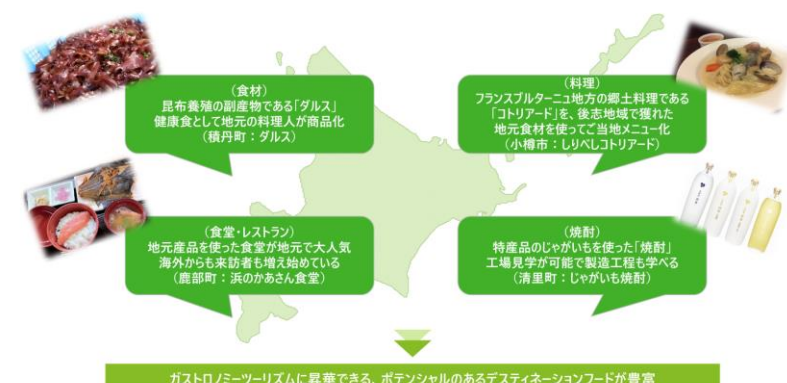 (食材)
昆布養殖の副産物である「ダルス」
健康食として地元の料理人が商品化
(積丹町：ダルス)
(料理)
フランスブルターニュ地方の郷土料理である
「コトリアード」を、後志地域で獲れた
地元食材を使ってご当地メニュー化
(小樽市：しりべしコトリアード)
(食堂・レストラン)
地元産品を使った食堂が地元で大人気
海外からも来訪者も増え始めている
(鹿部町：浜のかあさん食堂)
(焼酎)
特産品のじゃがいもを使った「焼酎」
工場見学が可能で製造工程も学べる
(清里町：じゃがいも焼酎)
ガストロノミーツーリズムに昇華できる、ポテンシャルのあるデスティネーションフードが豊富